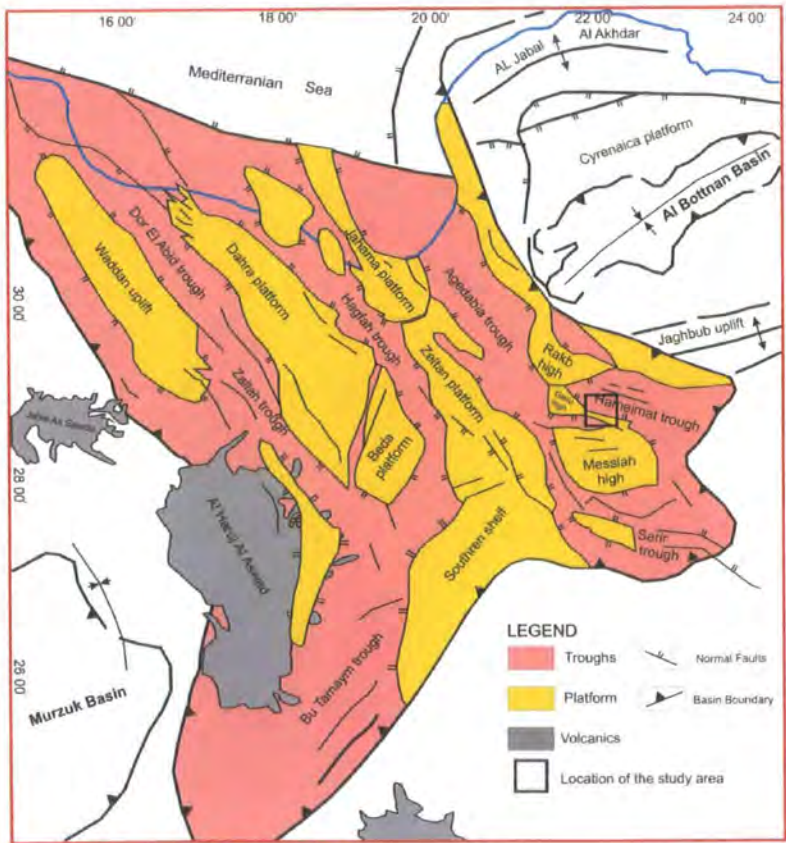 16 00'
18 00'
20 00'
22 00'
24 00'
Mediterranian Sea
AL Jabal
Al Akhdar
Cyrenaica platform
Al Bottnan Basin
Jaghbub uplift
30 00'
28 00'
26 00'
Waddan uplift
Dor El Abid trough
Dahra platform
Zallah trough
Hagfah trough
Jahama platform
Agedabia trough
Zeltan platform
Beda platform
Rakb high
Hameimat trough
Messlah high
Sarir trough
Southren shelf
Al Haruj Al Aswad
Bu Tamaym trough
Murzuk Basin
LEGEND
Troughs
Normal Faults
Platform
Basin Boundary
Volcanics
Location of the study area